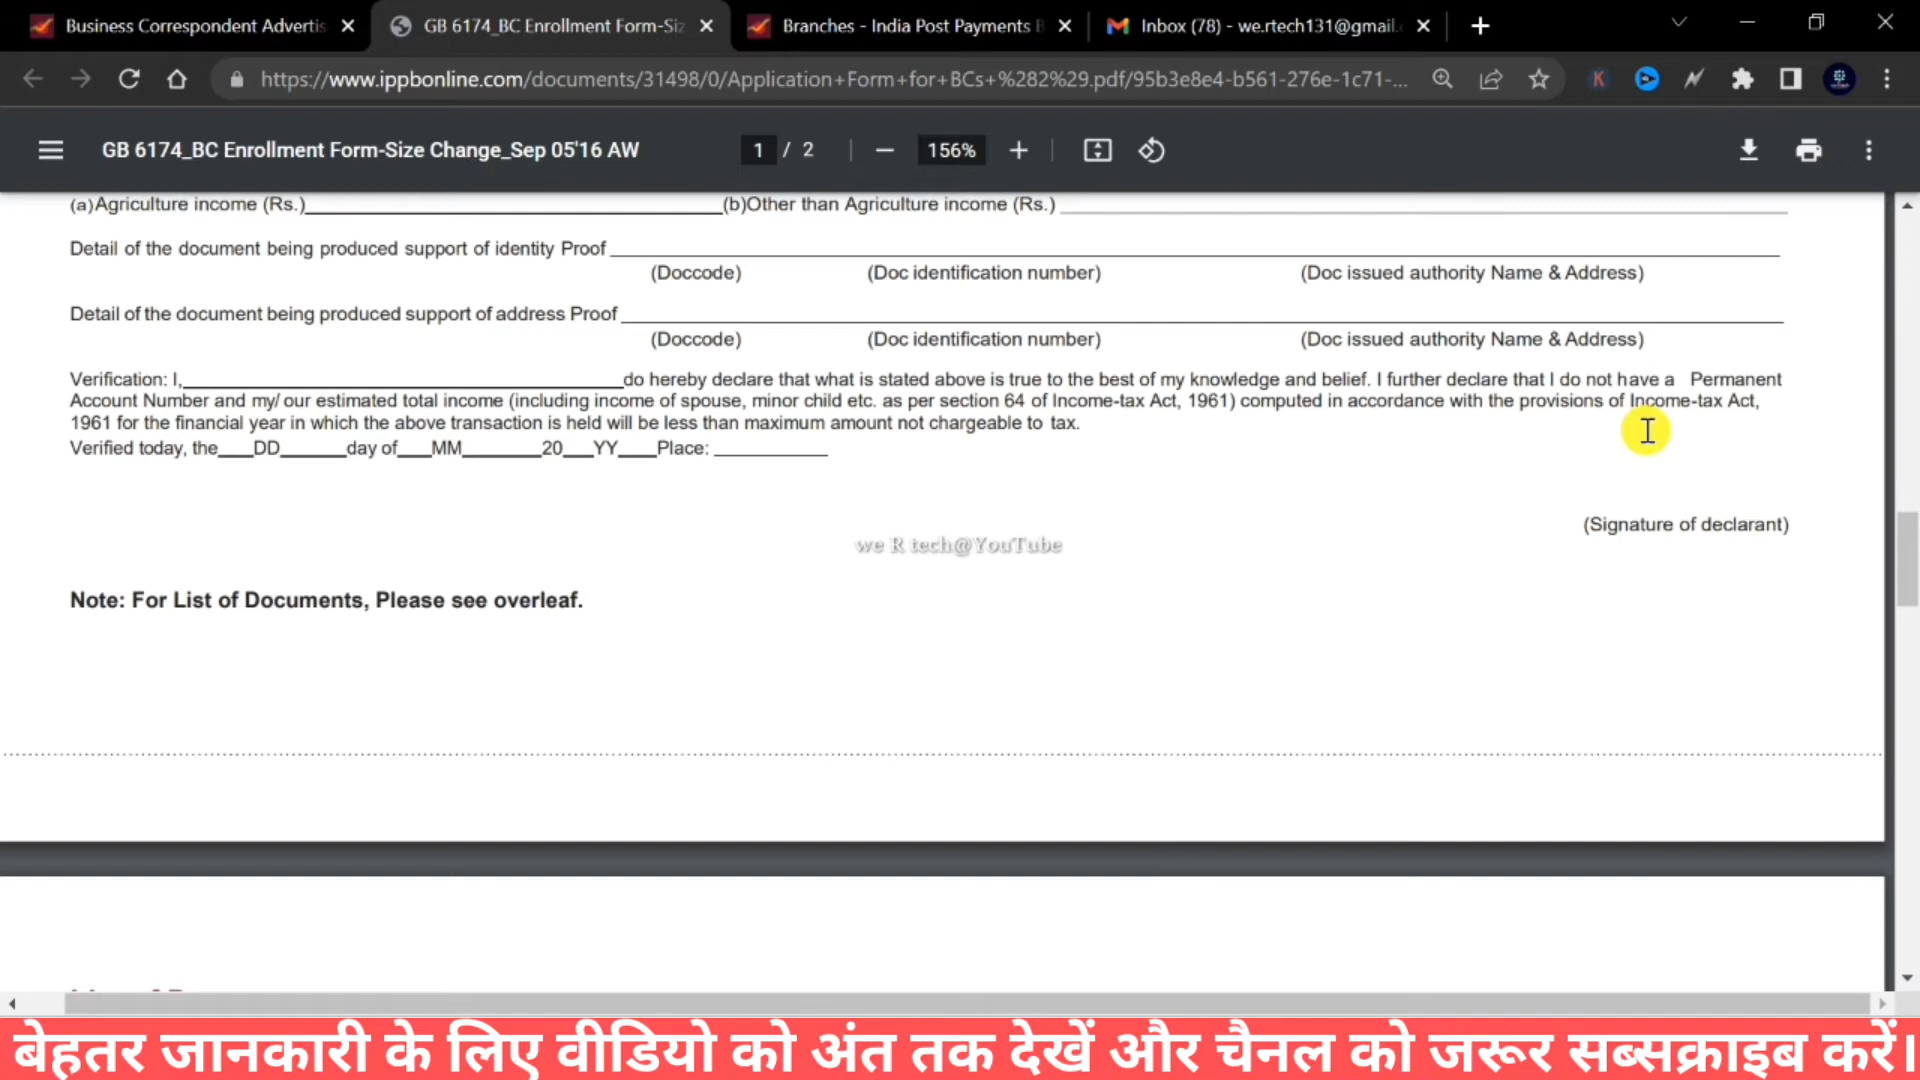 Business Correspondent Advertis
GB 6174_BC Enrollment Form-Siz
Branches - India Post Payments B
Inbox (78) - we.rtech131@gmail.
https://www.ippbonline.com/documents/31498/0/Application+Form+for+BCs+%282%29.pdf/95b3e8e4-b561-276e-1c71-...
GB 6174_BC Enrollment Form-Size Change_Sep 05'16 AW
1 / 2
156%
(a)Agriculture income (Rs.)____(b)Other than Agriculture income (Rs.) ____
Detail of the document being produced support of identity Proof ____
(Doccode) (Doc identification number) (Doc issued authority Name & Address)
Detail of the document being produced support of address Proof ____
(Doccode) (Doc identification number) (Doc issued authority Name & Address)
Verification: I,____do hereby declare that what is stated above is true to the best of my knowledge and belief. I further declare that I do not have a Permanent
Account Number and my/ our estimated total income (including income of spouse, minor child etc. as per section 64 of Income-tax Act, 1961) computed in accordance with the provisions of Income-tax Act,
1961 for the financial year in which the above transaction is held will be less than maximum amount not chargeable to tax.
Verified today, the___DD____day of___MM____20___YY___Place: ____
(Signature of declarant)
we R tech@YouTube
Note: For List of Documents, Please see overleaf.
बेहतर जानकारी के लिए वीडियो को अंत तक देखें और चैनल को जरूर सब्सक्राइब करें।